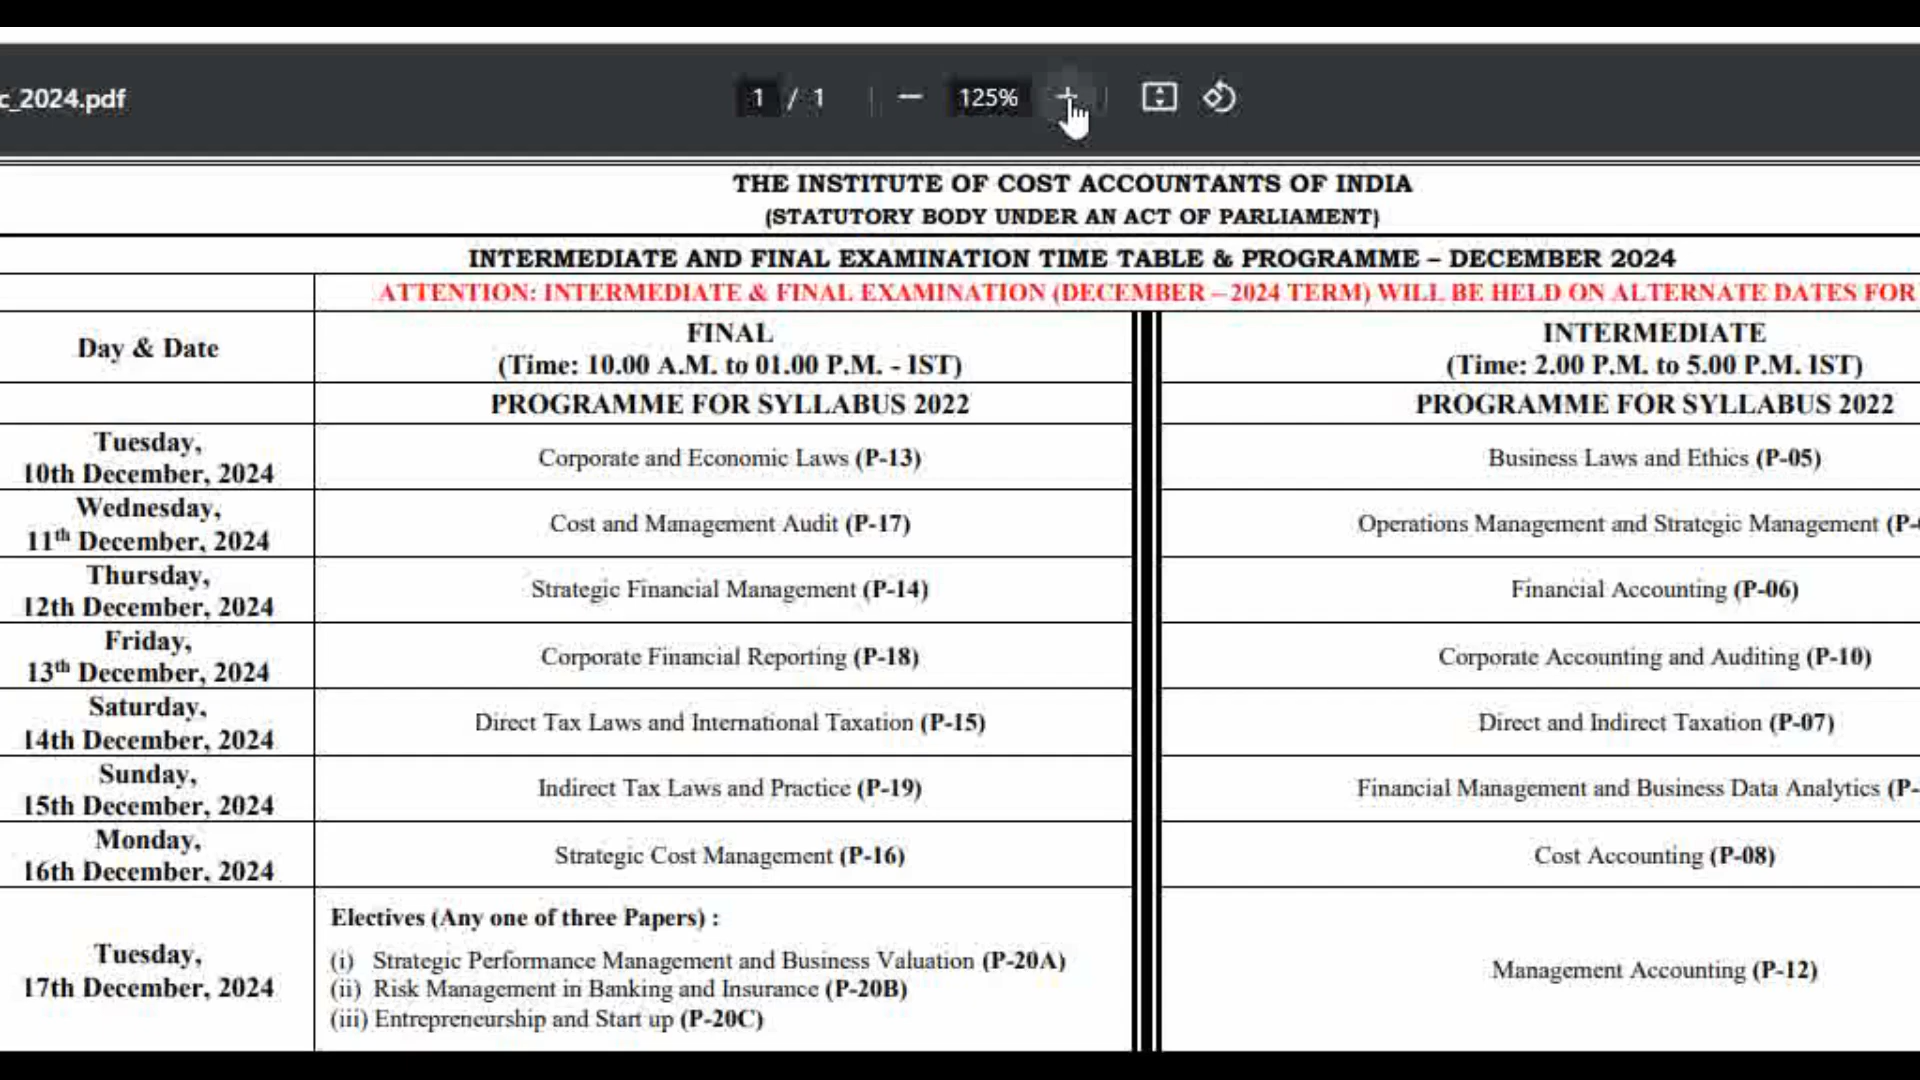 c_2024.pdf
1 / 1
125%
THE INSTITUTE OF COST ACCOUNTANTS OF INDIA
(STATUTORY BODY UNDER AN ACT OF PARLIAMENT)
INTERMEDIATE AND FINAL EXAMINATION TIME TABLE & PROGRAMME – DECEMBER 2024
ATTENTION: INTERMEDIATE & FINAL EXAMINATION (DECEMBER – 2024 TERM) WILL BE HELD ON ALTERNATE DATES FOR
Day & Date
FINAL
(Time: 10.00 A.M. to 01.00 P.M. - IST)
INTERMEDIATE
(Time: 2.00 P.M. to 5.00 P.M. IST)
PROGRAMME FOR SYLLABUS 2022
PROGRAMME FOR SYLLABUS 2022
Tuesday,
10th December, 2024
Corporate and Economic Laws (P-13)
Business Laws and Ethics (P-05)
Wednesday,
11th December, 2024
Cost and Management Audit (P-17)
Operations Management and Strategic Management (P-
Thursday,
12th December, 2024
Strategic Financial Management (P-14)
Financial Accounting (P-06)
Friday,
13th December, 2024
Corporate Financial Reporting (P-18)
Corporate Accounting and Auditing (P-10)
Saturday,
14th December, 2024
Direct Tax Laws and International Taxation (P-15)
Direct and Indirect Taxation (P-07)
Sunday,
15th December, 2024
Indirect Tax Laws and Practice (P-19)
Financial Management and Business Data Analytics (P-
Monday,
16th December, 2024
Strategic Cost Management (P-16)
Cost Accounting (P-08)
Tuesday,
17th December, 2024
Electives (Any one of three Papers) :
(i) Strategic Performance Management and Business Valuation (P-20A)
(ii) Risk Management in Banking and Insurance (P-20B)
(iii) Entrepreneurship and Start up (P-20C)
Management Accounting (P-12)